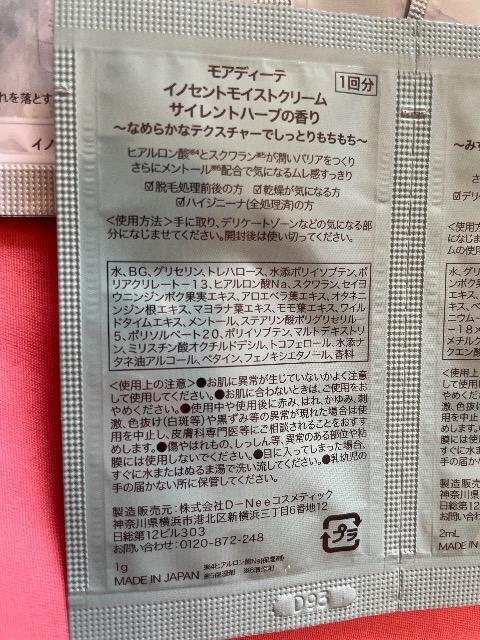 モアディーテ
1回分
イノセントモイストクリーム
サイレントハーブの香り
～なめらかなテクスチャーでしっとりもちもち～
ヒアルロン酸※4とスクワラン※5が潤いバリアをつくり
さらにメントール※6配合で気になるムレ感すっきり
☑脱毛処理前後の方 ☑乾燥が気になる方
☑ハイジニーナ(全処理済)の方
<使用方法>手に取り、デリケートゾーンなどの気になる部
分になじませてください。開封後は使い切ってください。
水、BG、グリセリン、トレハロース、水添ポリイソブテン、ポ
リアクリレートー13、ヒアルロン酸Na、スクワラン、セイヨ
ウニンジンボク果実エキス、アロエベラ葉エキス、オタネニ
ンジン根エキス、マヨラナ葉エキス、モモ葉エキス、ワイル
ドタイムエキス、メントール、ステアリン酸ポリグリセリル－
5、ポリソルベート20、ポリイソブテン、マルトデキストリ
ン、ミリスチン酸オクチルドデシル、トコフェロール、水添ナ
タネ油アルコール、ベタイン、フェノキシエタノール、香料
<使用上の注意>●お肌に異常が生じていないかよく注意
して使用してください。●お肌に合わないときは、ご使用をお
やめください。●使用中や使用後に赤み、はれ、かゆみ、刺
激、色抜け(白斑等)や黒ずみ等の異常が現れた場合は使
用を中止し、皮膚科専門医等にご相談されることをおすす
めします。●傷やはれもの、しっしん等、異常のある部位や粘
膜には使用しないでください。●目に入ってしまった場合、
すぐに水またはぬるま湯で洗い流してください。●乳幼児の
手の届かない所に保管してください。
製造販売元：株式会社D-Neeコスメティック
神奈川県横浜市港北区新横浜三丁目6番地12
日総第12ビル303
お問い合わせ：0120-872-248
プラ
1g
※4ヒアルロン酸Na(保湿剤)
MADE IN JAPAN
D93
2mL